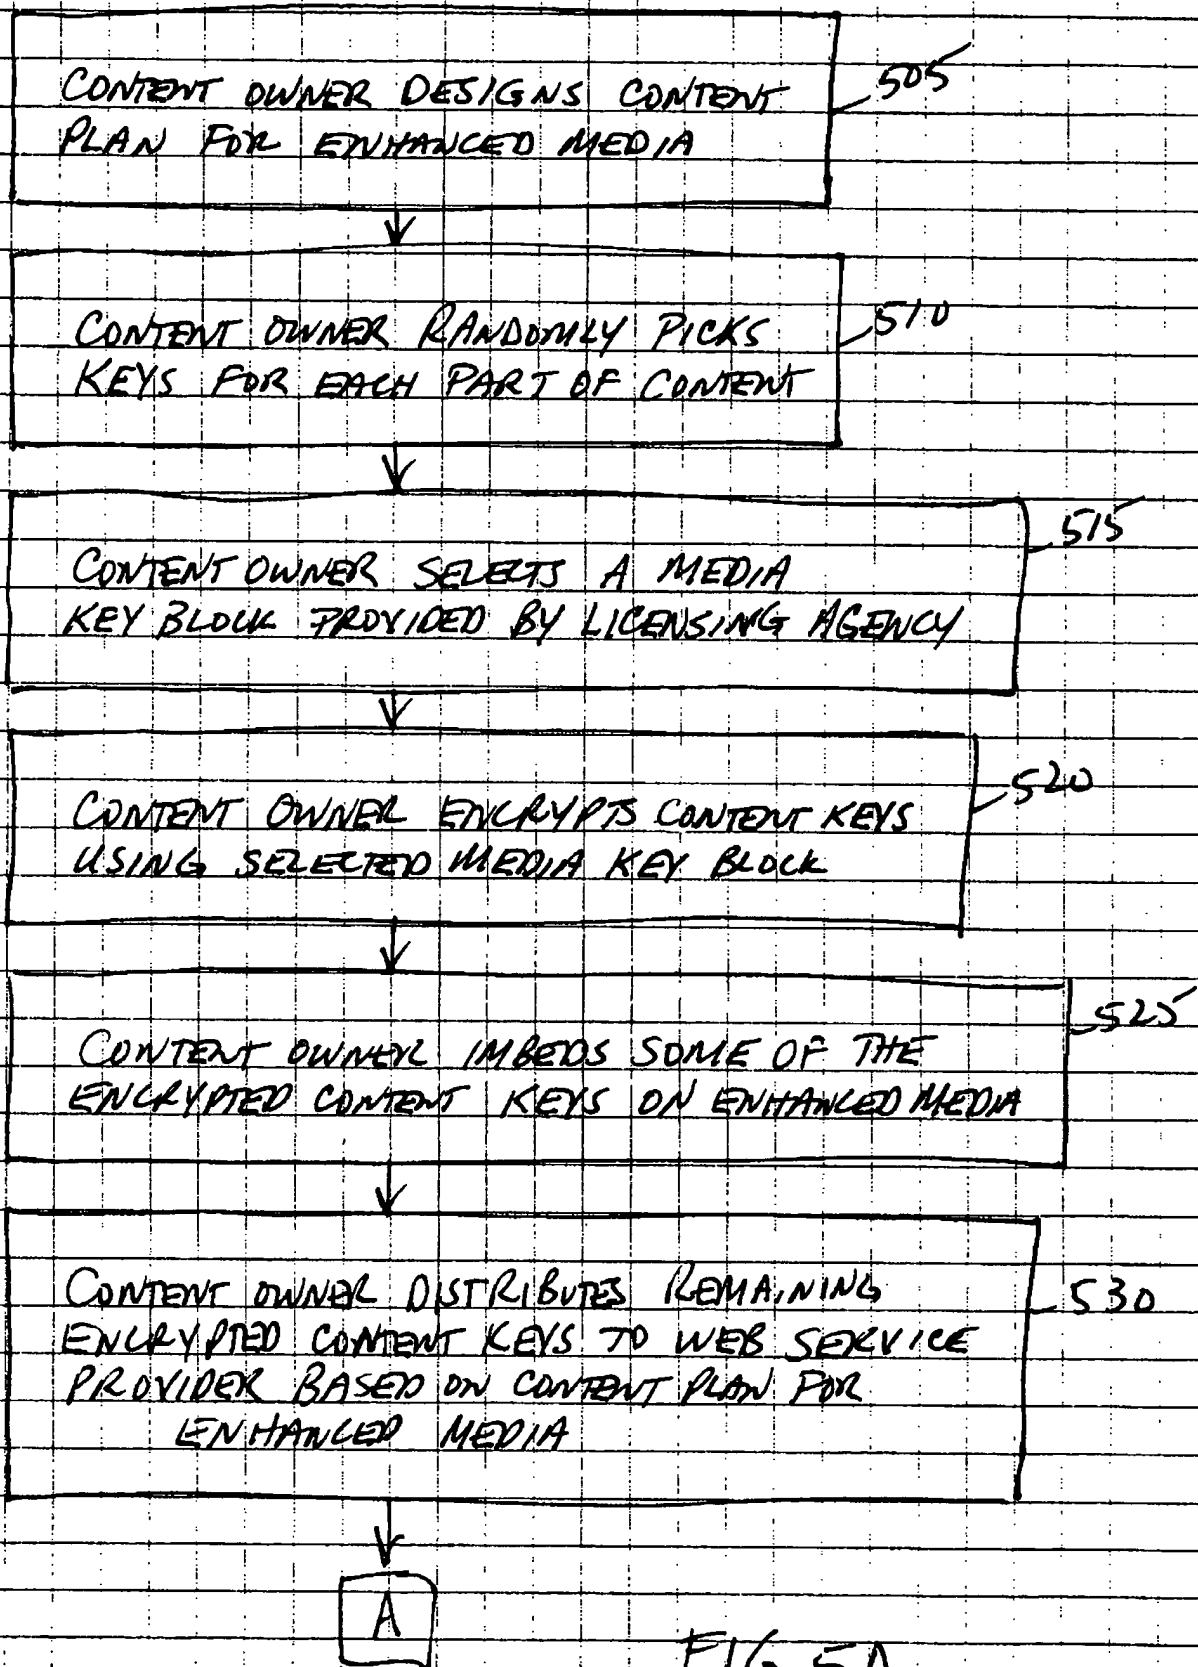 CONTENT OWNER DESIGNS CONTENT
PLAN FOR ENHANCED MEDIA
505
CONTENT OWNER RANDOMLY PICKS
KEYS FOR EACH PART OF CONTENT
510
CONTENT OWNER SELECTS A MEDIA
KEY BLOCK PROVIDED BY LICENSING AGENCY
515
CONTENT OWNER ENCRYPTS CONTENT KEYS
USING SELECTED MEDIA KEY BLOCK
520
CONTENT OWNER IMBEDS SOME OF THE
ENCRYPTED CONTENT KEYS ON ENHANCED MEDIA
525
CONTENT OWNER DISTRIBUTES REMAINING
ENCRYPTED CONTENT KEYS TO WEB SERVICE
PROVIDER BASED ON CONTENT PLAN FOR
ENHANCED MEDIA
530
A
FIG. 5A